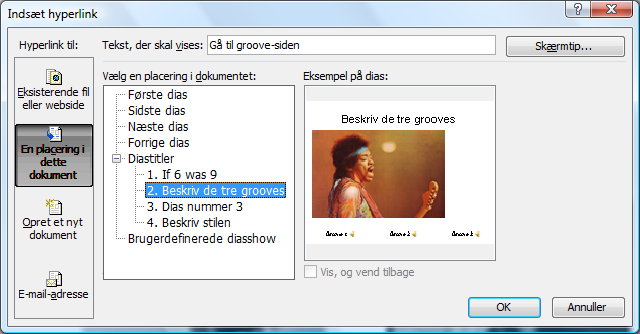 Indsæt hyperlink
Hyperlink til:
Tekst, der skal vises:
Gå til groove-siden
Skærmtip...
Eksisterende fil
eller webside
En placering i
dette
dokument
Opret et nyt
dokument
E-mail-adresse
Vælg en placering i dokumentet:
Første dias
Sidste dias
Næste dias
Forrige dias
Diastitler
1. If 6 was 9
2. Beskriv de tre grooves
3. Dias nummer 3
4. Beskriv stilen
Brugerdefinerede diasshow
Eksempel på dias:
Beskriv de tre grooves
Groove 1 Groove 2 Groove 3
Vis, og vend tilbage
OK
Annuller